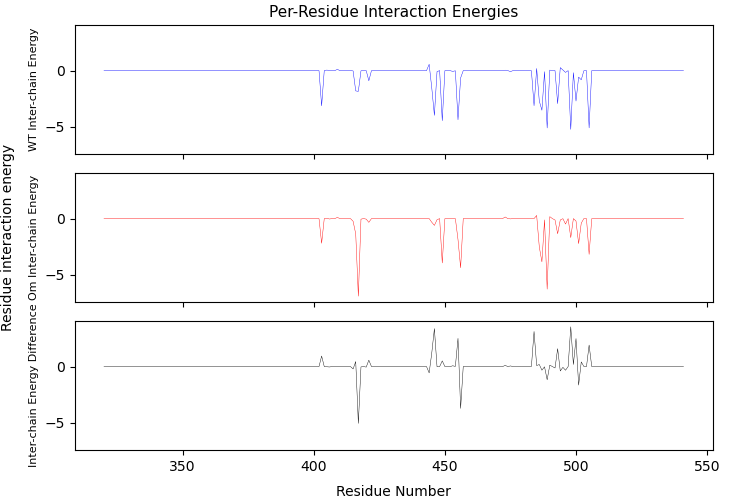 Per-Residue Interaction Energies
Residue interaction energy
WT Inter-chain Energy
0
−5
Om Inter-chain Energy
0
−5
Inter-chain Energy Difference
0
−5
350
400
450
500
550
Residue Number